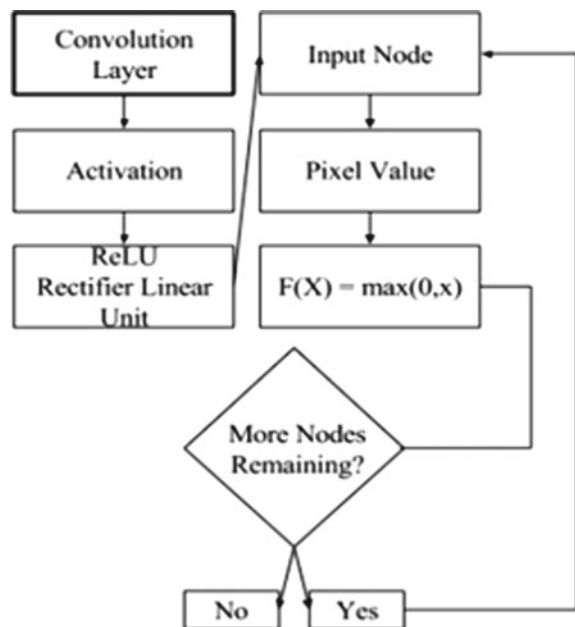 Convolution
Layer
Activation
ReLU
Rectifier Linear
Unit
Input Node
Pixel Value
F(X) = max(0,x)
More Nodes
Remaining?
No
Yes